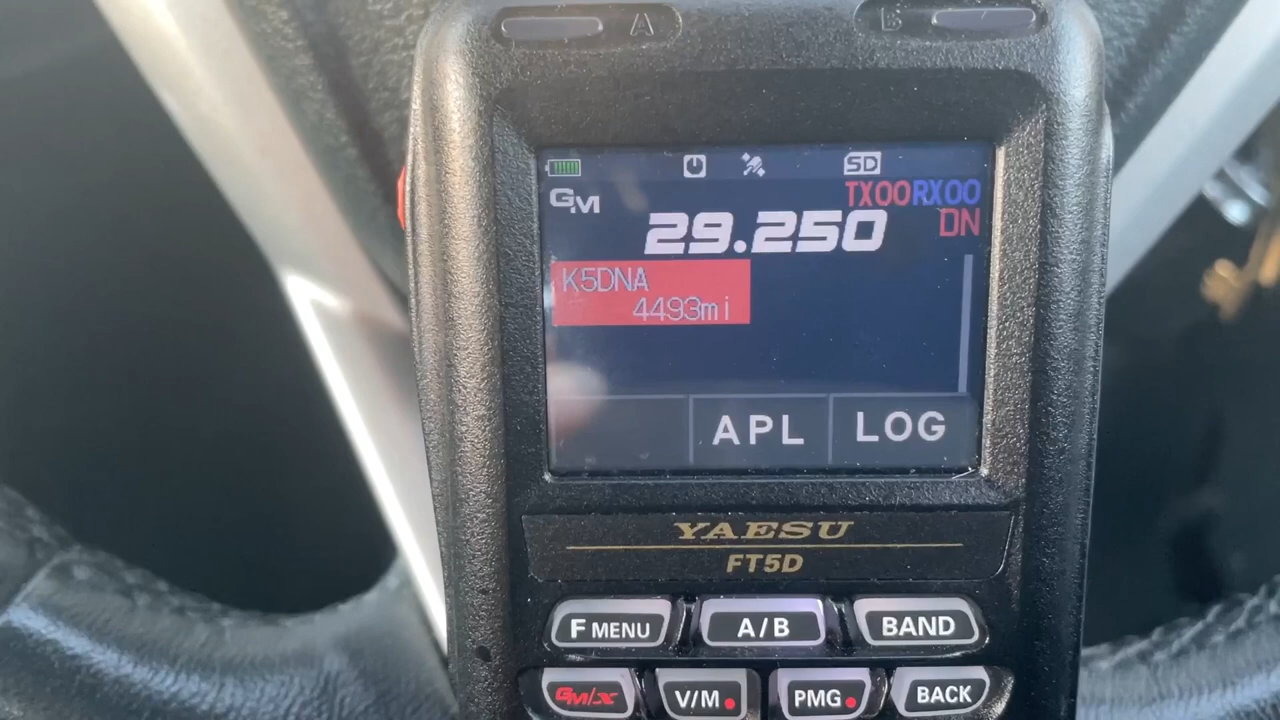 A B
SD
GM TX00RX00
29.250 DN
K5DNA
4493mi
APL LOG
YAESU
FT5D
F MENU A/B BAND
GM/X V/M PMG BACK